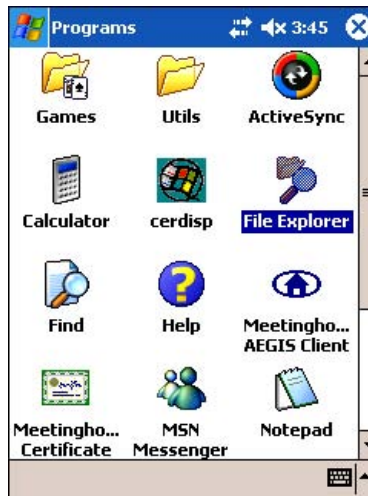 Programs 3:45
Games Utils ActiveSync
Calculator cerdisp File Explorer
Find Help Meetingho...
AEGIS Client
Meetingho... MSN Notepad
Certificate Messenger